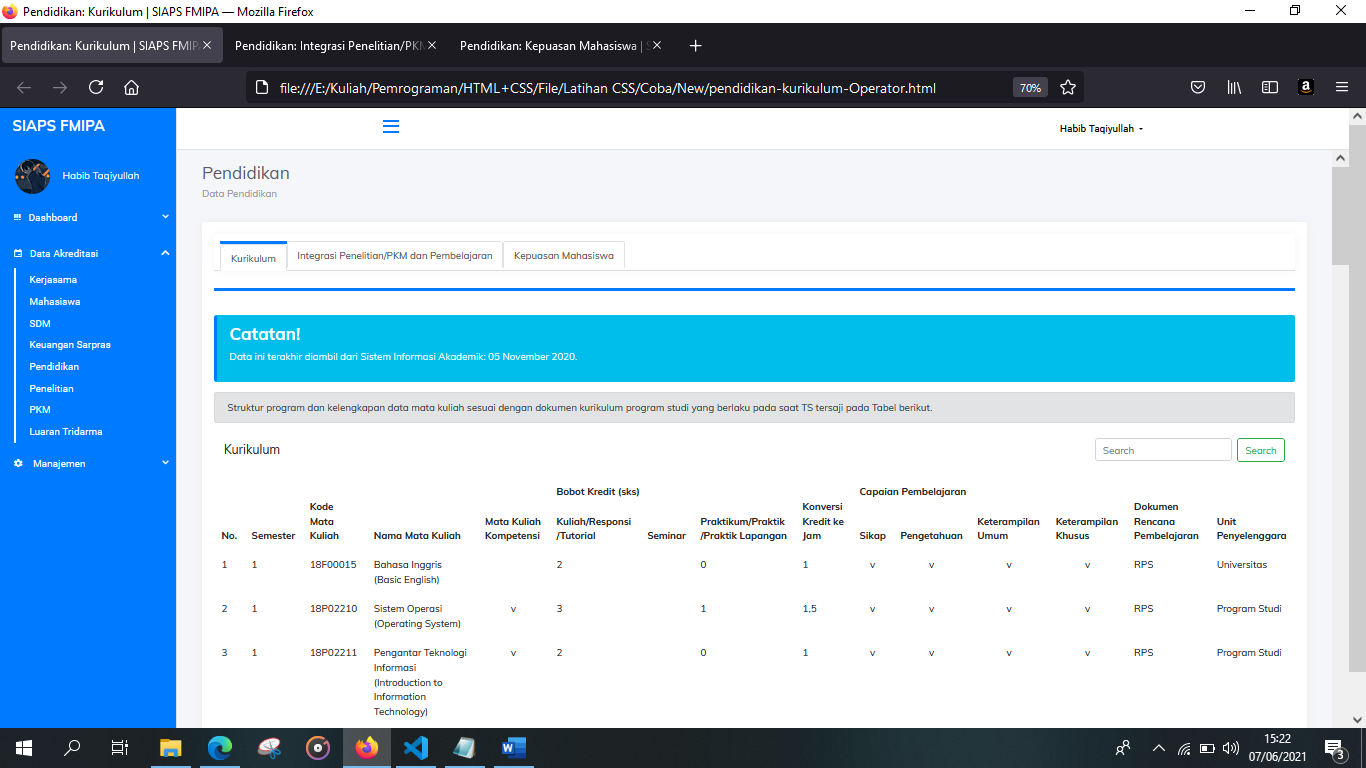 Pendidikan: Kurikulum | SIAPS FMIPA — Mozilla Firefox
Pendidikan: Kurikulum | SIAPS FMIP
Pendidikan: Integrasi Penelitian/PK
Pendidikan: Kepuasan Mahasiswa |
file:///E:/Kuliah/Pemrograman/HTML+CSS/File/Latihan CSS/Coba/New/pendidikan-kurikulum-Operator.html
70%
a
SIAPS FMIPA
Habib Taqiyullah
Habib Taqiyullah
Dashboard
Data Akreditasi
Kerjasama
Mahasiswa
SDM
Keuangan Sarpras
Pendidikan
Penelitian
PKM
Luaran Tridarma
Manajemen
Pendidikan
Data Pendidikan
Kurikulum
Integrasi Penelitian/PKM dan Pembelajaran
Kepuasan Mahasiswa
Catatan!
Data ini terakhir diambil dari Sistem Informasi Akademik: 05 November 2020.
Struktur program dan kelengkapan data mata kuliah sesuai dengan dokumen kurikulum program studi yang berlaku pada saat TS tersaji pada Tabel berikut.
Kurikulum
Search
Search
Bobot Kredit (sks)
Capaian Pembelajaran
No.
Semester
Kode
Mata
Kuliah
Nama Mata Kuliah
Mata Kuliah
Kompetensi
Kuliah/Responsi
/Tutorial
Seminar
Praktikum/Praktik
/Praktik Lapangan
Konversi
Kredit ke
Jam
Sikap
Pengetahuan
Keterampilan
Umum
Keterampilan
Khusus
Dokumen
Rencana
Pembelajaran
Unit
Penyelenggara
1 1 18F00015 Bahasa Inggris 2 0 1 v v v v RPS Universitas
(Basic English)
2 1 18P02210 Sistem Operasi v 3 1 1,5 v v v v RPS Program Studi
(Operating System)
3 1 18P02211 Pengantar Teknologi v 2 0 1 v v v v RPS Program Studi
Informasi
(Introduction to
Information
Technology)
15:22
07/06/2021
3